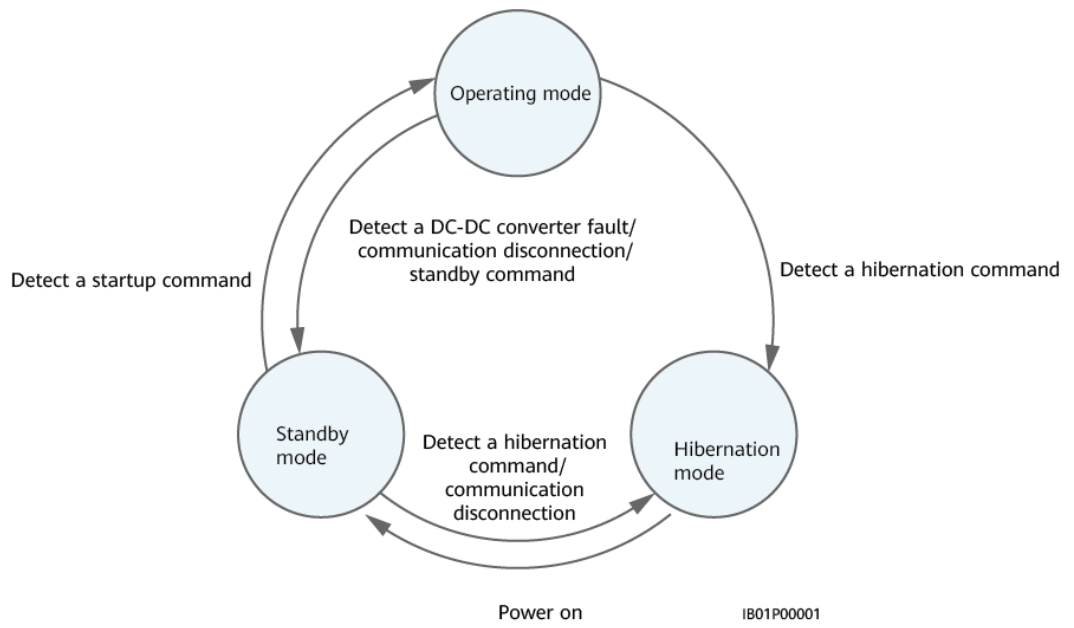 Operating mode
Detect a DC-DC converter fault/
communication disconnection/
standby command
Detect a startup command
Detect a hibernation command
Standby
mode
Detect a hibernation
command/
communication
disconnection
Hibernation
mode
Power on
IB01P00001